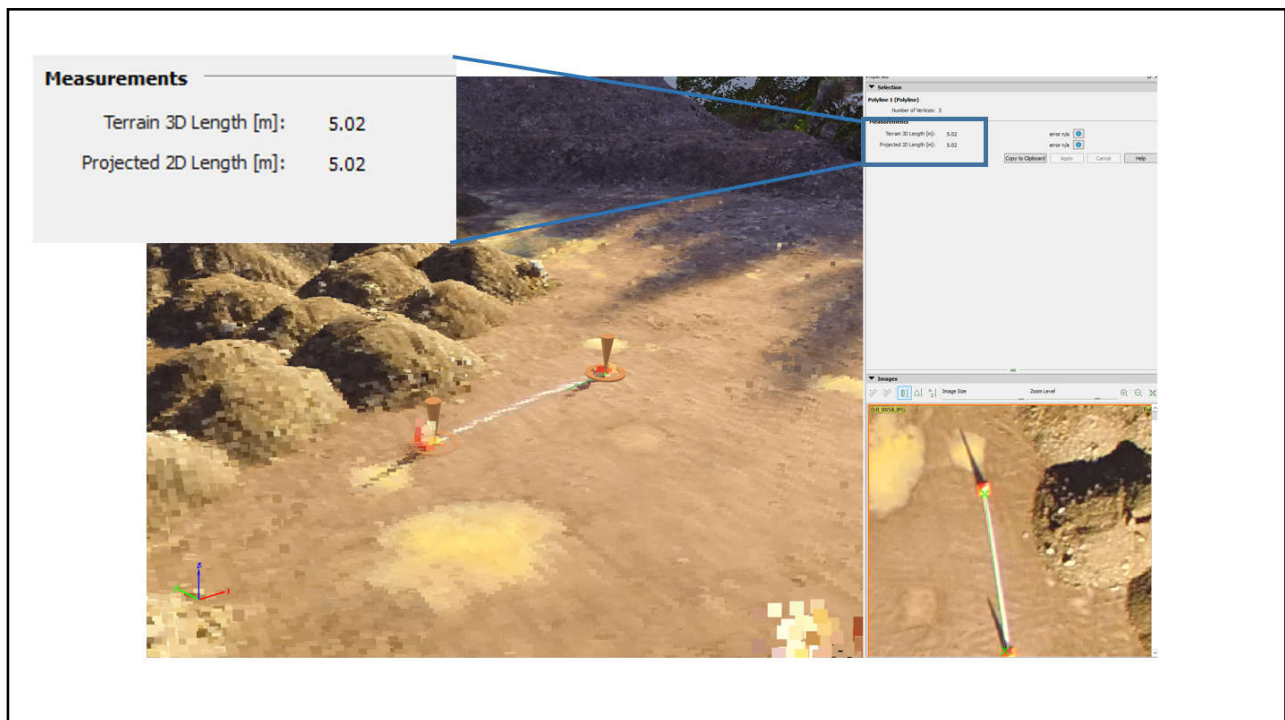 Measurements
Terrain 3D Length [m]: 5.02
Projected 2D Length [m]: 5.02
Selection
Polyline 1 (Polyline)
Number of Vertices: 3
Measurements
Terrain 3D Length [m]: 5.02 error n/a
Projected 2D Length [m]: 5.02 error n/a
Copy to Clipboard Apply Cancel Help
Images
Image Size Zoom Level